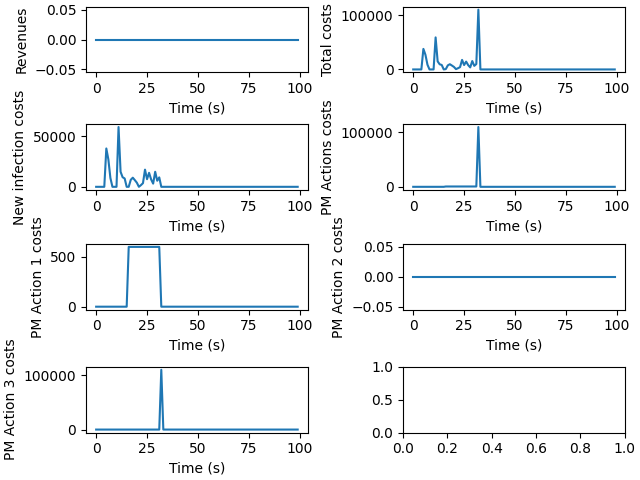 Revenues
0.05
0.00
−0.05
0 25 50 75 100
Time (s)
Total costs
100000
0
0 25 50 75 100
Time (s)
New infection costs
50000
0
0 25 50 75 100
Time (s)
PM Actions costs
100000
0
0 25 50 75 100
Time (s)
PM Action 1 costs
500
0
0 25 50 75 100
Time (s)
PM Action 2 costs
0.05
0.00
−0.05
0 25 50 75 100
Time (s)
PM Action 3 costs
100000
0
0 25 50 75 100
Time (s)
1.0
0.5
0.0
0.0 0.2 0.4 0.6 0.8 1.0